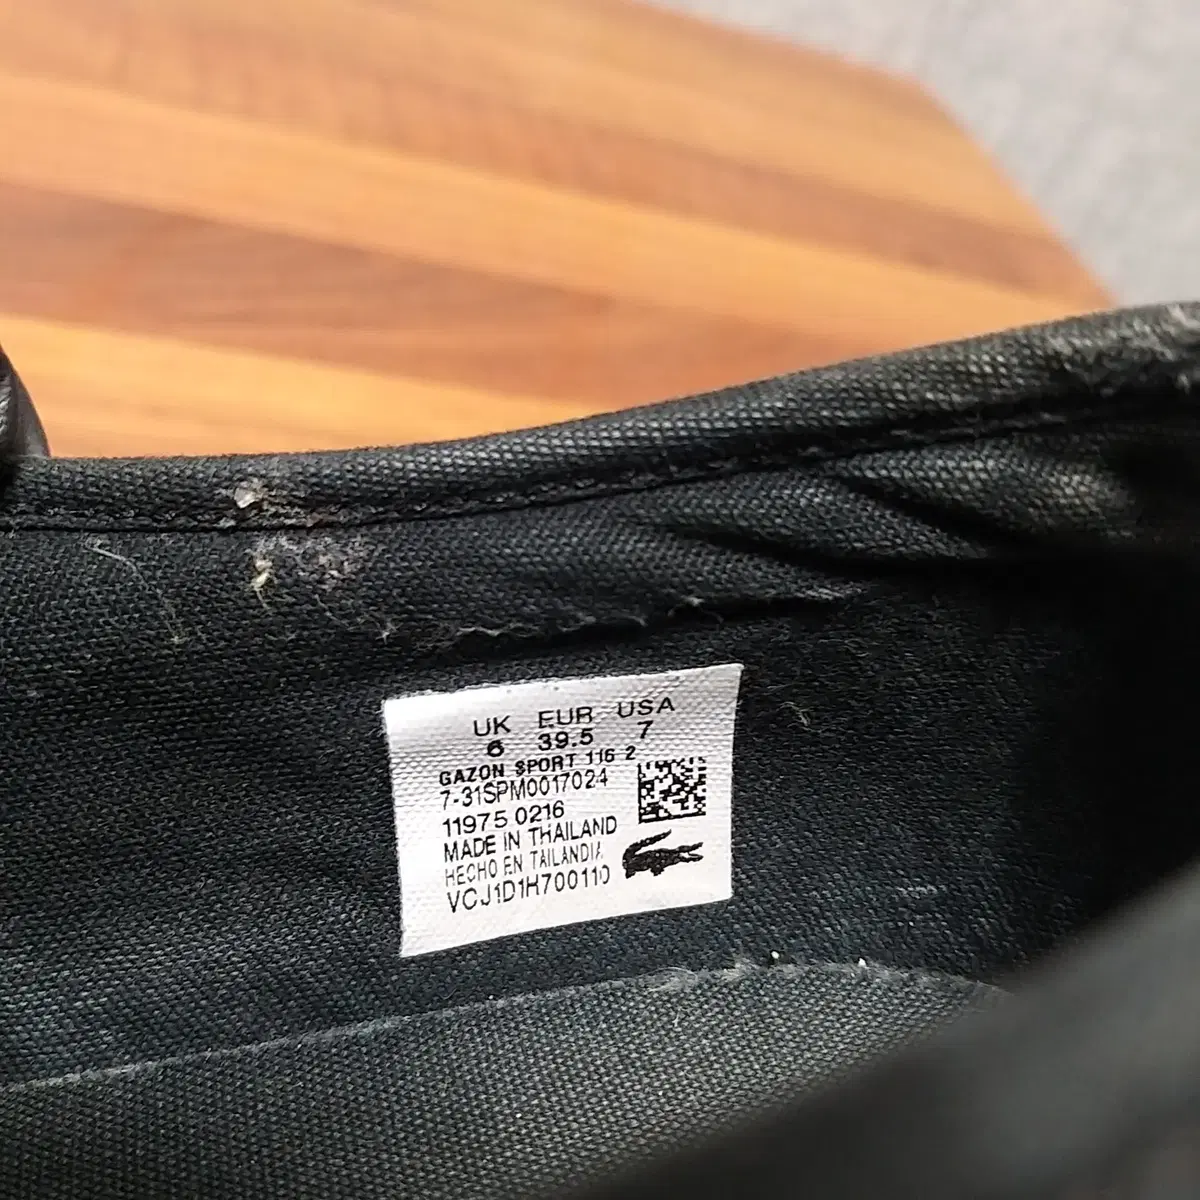 UK EUR USA
6 39.5 7
GAZON SPORT 116 2
7-31SPM0017024
11975 0216
MADE IN THAILAND
HECHO EN TAILANDIA
VCJ1D1H700110